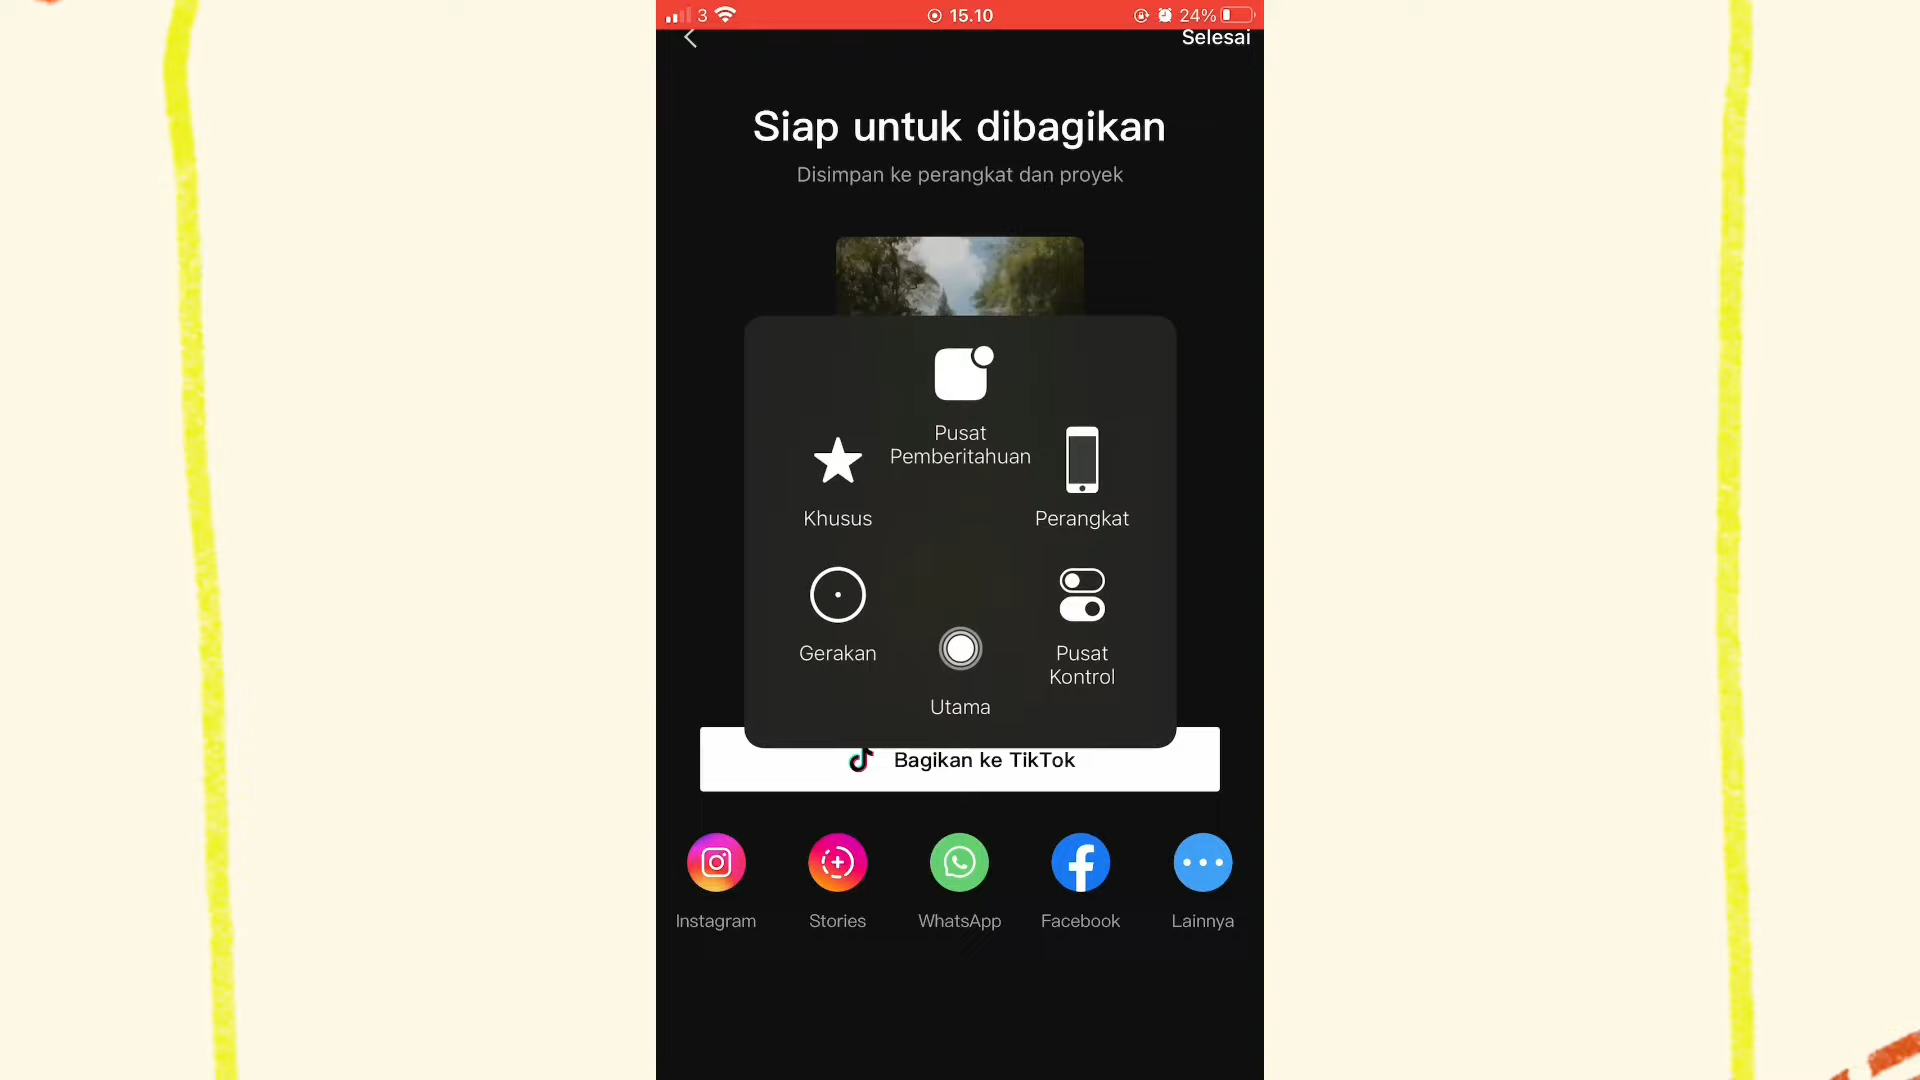 3
15.10
24%
Selesai
Siap untuk dibagikan
Disimpan ke perangkat dan proyek
Pusat
Pemberitahuan
Khusus
Perangkat
Gerakan
Pusat
Kontrol
Utama
Bagikan ke TikTok
Instagram
Stories
WhatsApp
Facebook
Lainnya